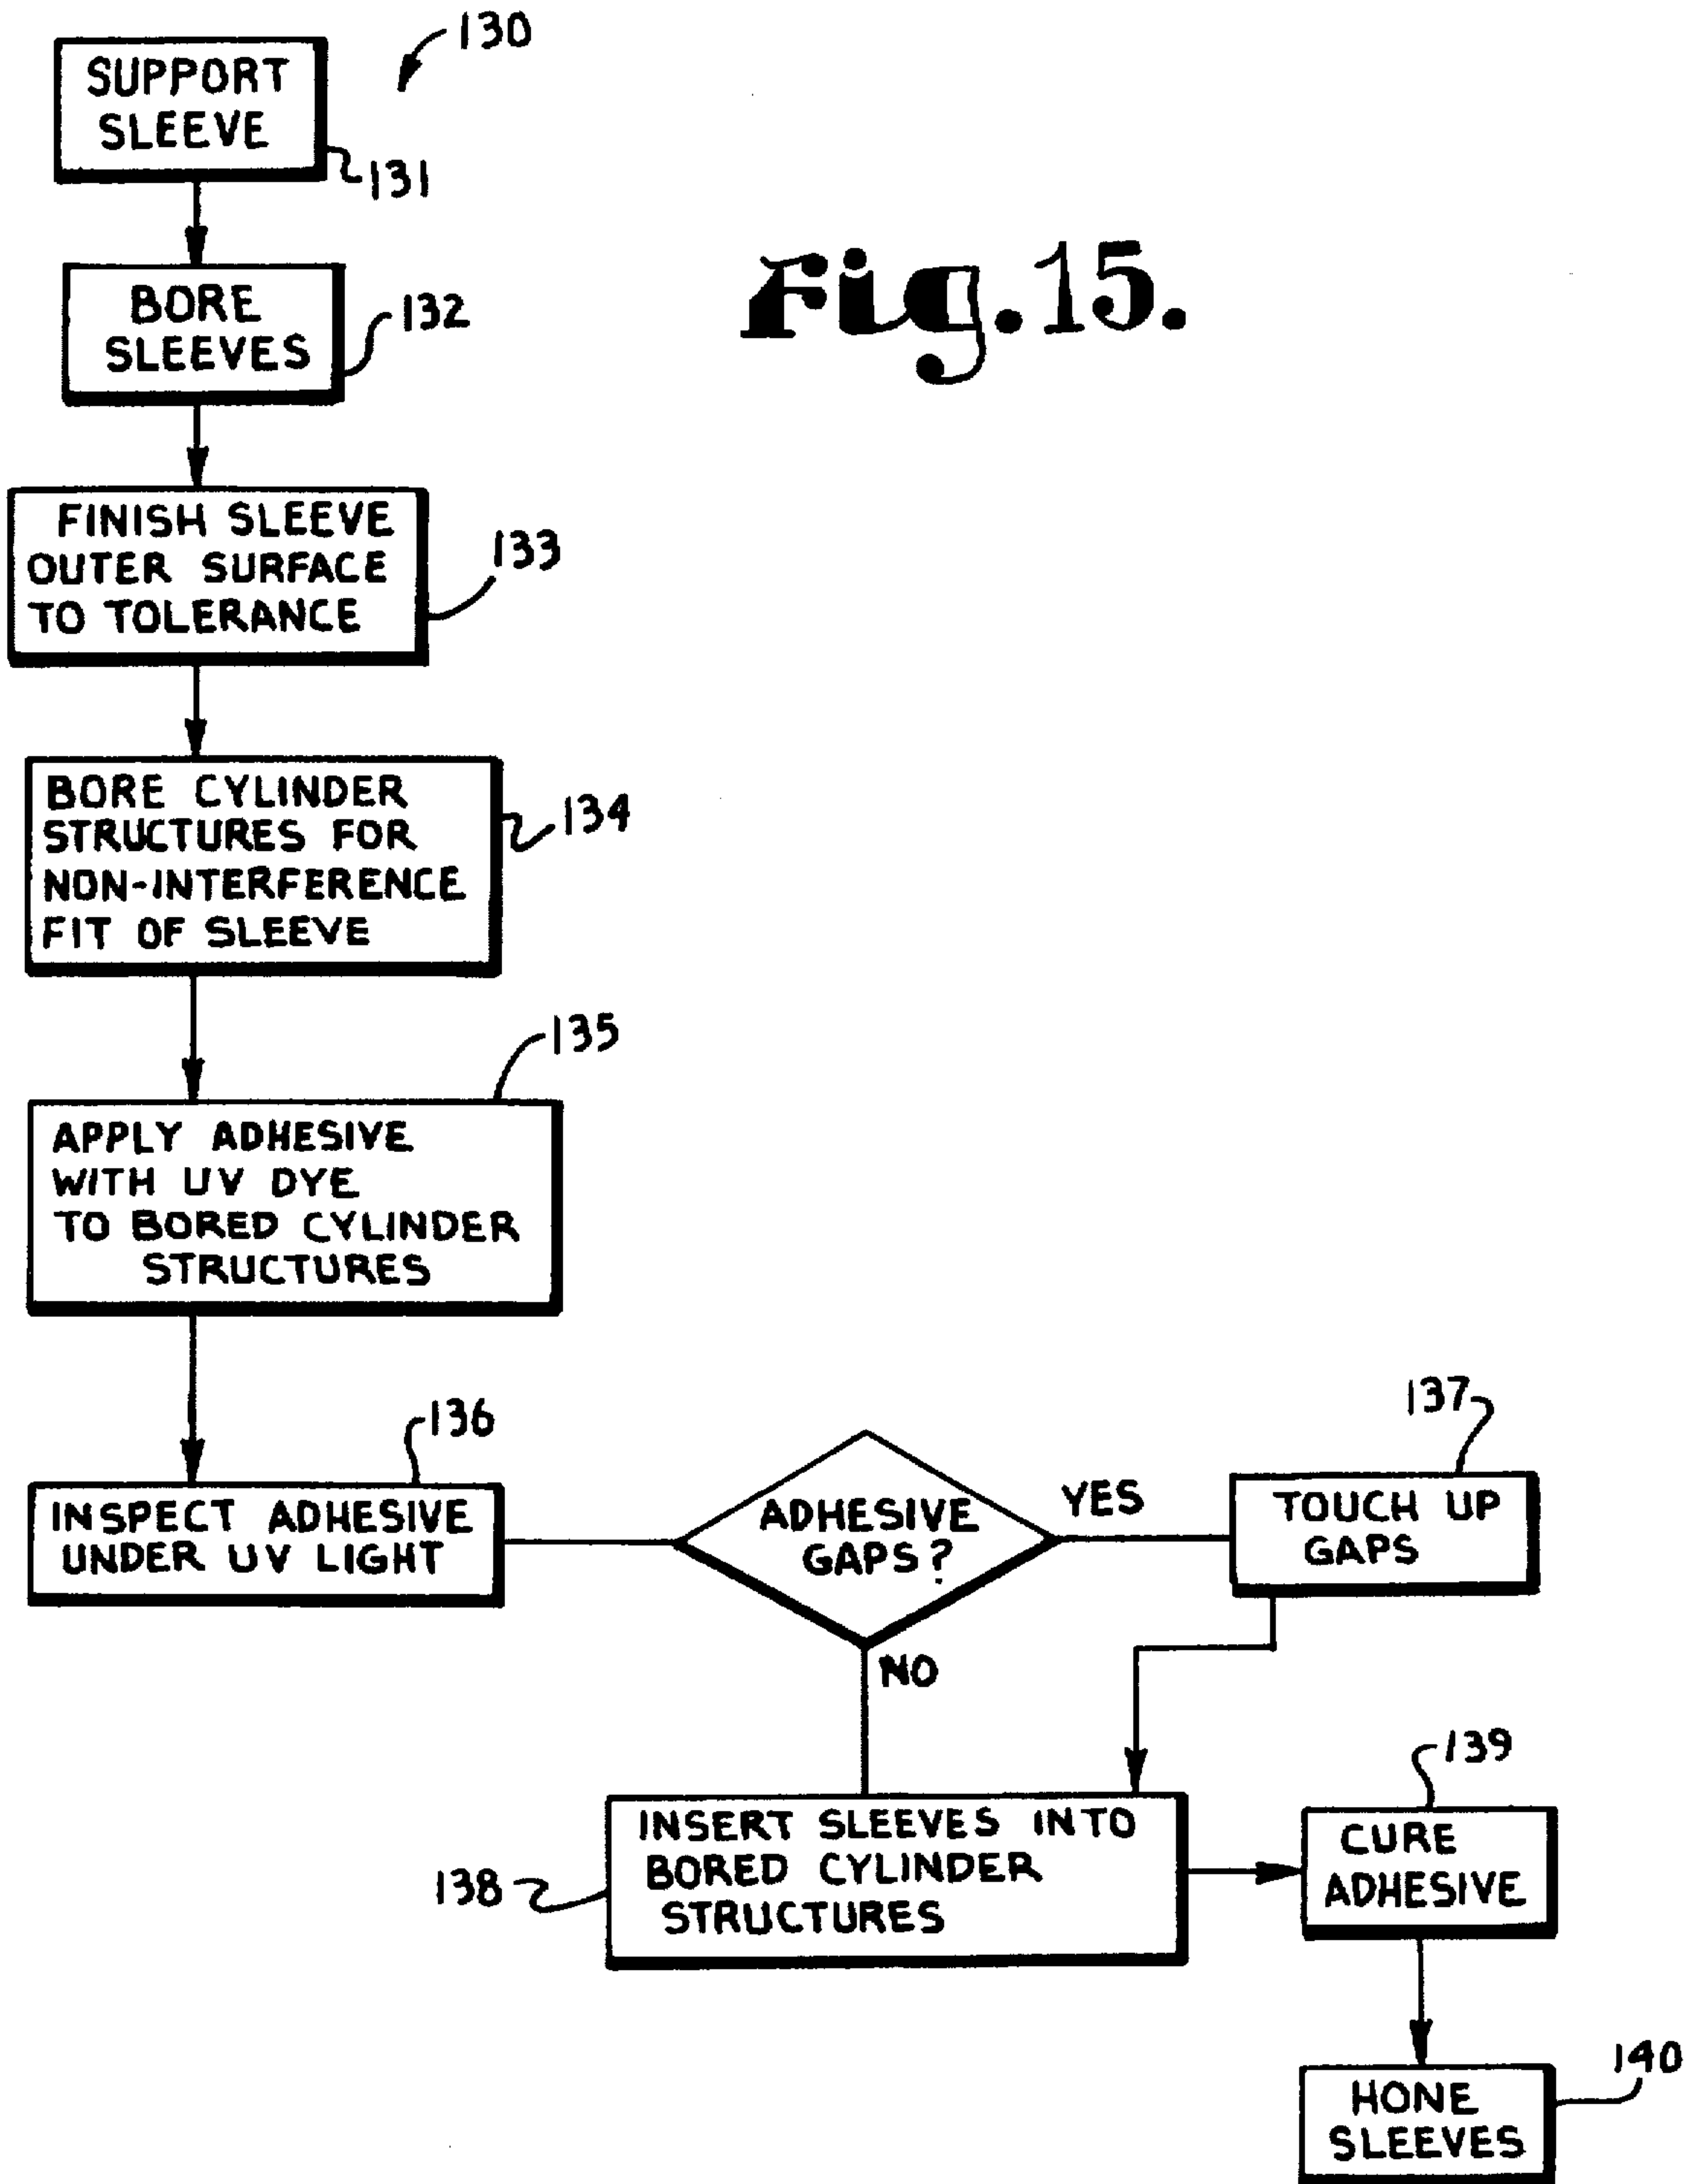 130
SUPPORT
SLEEVE
131
BORE
SLEEVES
132
Fig.15.
FINISH SLEEVE
OUTER SURFACE
TO TOLERANCE
133
BORE CYLINDER
STRUCTURES FOR
NON-INTERFERENCE
FIT OF SLEEVE
134
135
APPLY ADHESIVE
WITH UV DYE
TO BORED CYLINDER
STRUCTURES
136
INSPECT ADHESIVE
UNDER UV LIGHT
ADHESIVE
GAPS?
YES
137
TOUCH UP
GAPS
NO
138
INSERT SLEEVES INTO
BORED CYLINDER
STRUCTURES
139
CURE
ADHESIVE
140
HONE
SLEEVES